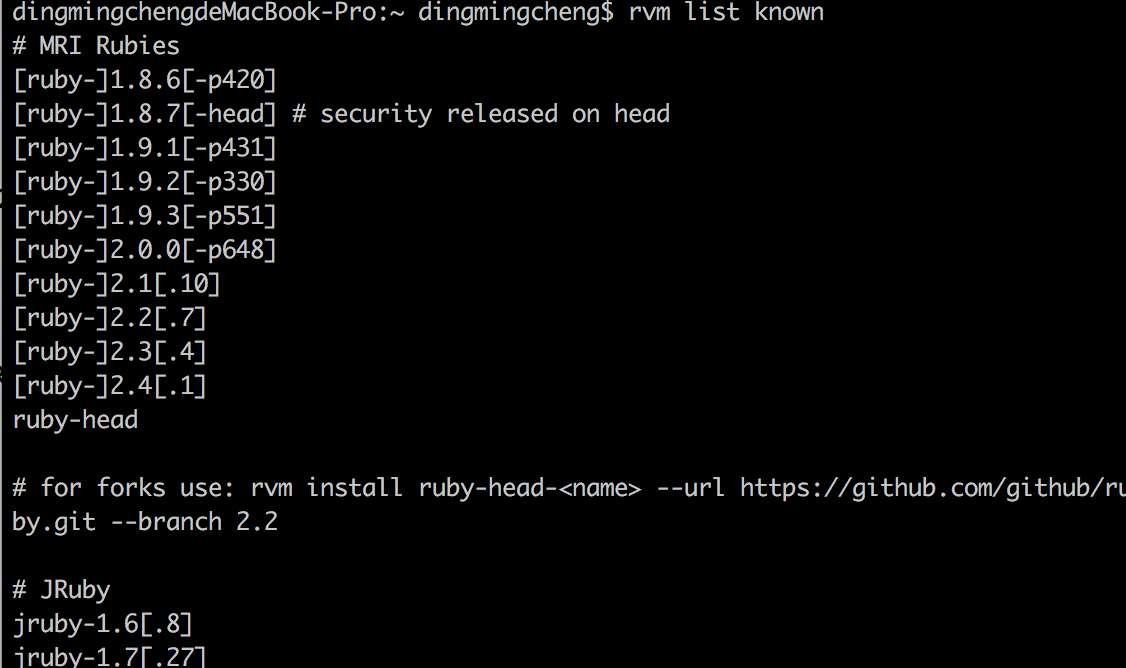 dingmingchengdeMacBook-Pro:~ dingmingcheng$ rvm list known
# MRI Rubies
[ruby-]1.8.6[-p420]
[ruby-]1.8.7[-head] # security released on head
[ruby-]1.9.1[-p431]
[ruby-]1.9.2[-p330]
[ruby-]1.9.3[-p551]
[ruby-]2.0.0[-p648]
[ruby-]2.1[.10]
[ruby-]2.2[.7]
[ruby-]2.3[.4]
[ruby-]2.4[.1]
ruby-head
# for forks use: rvm install ruby-head-<name> --url https://github.com/github/ru
by.git --branch 2.2
# JRuby
jruby-1.6[.8]
jruby-1.7[.27]